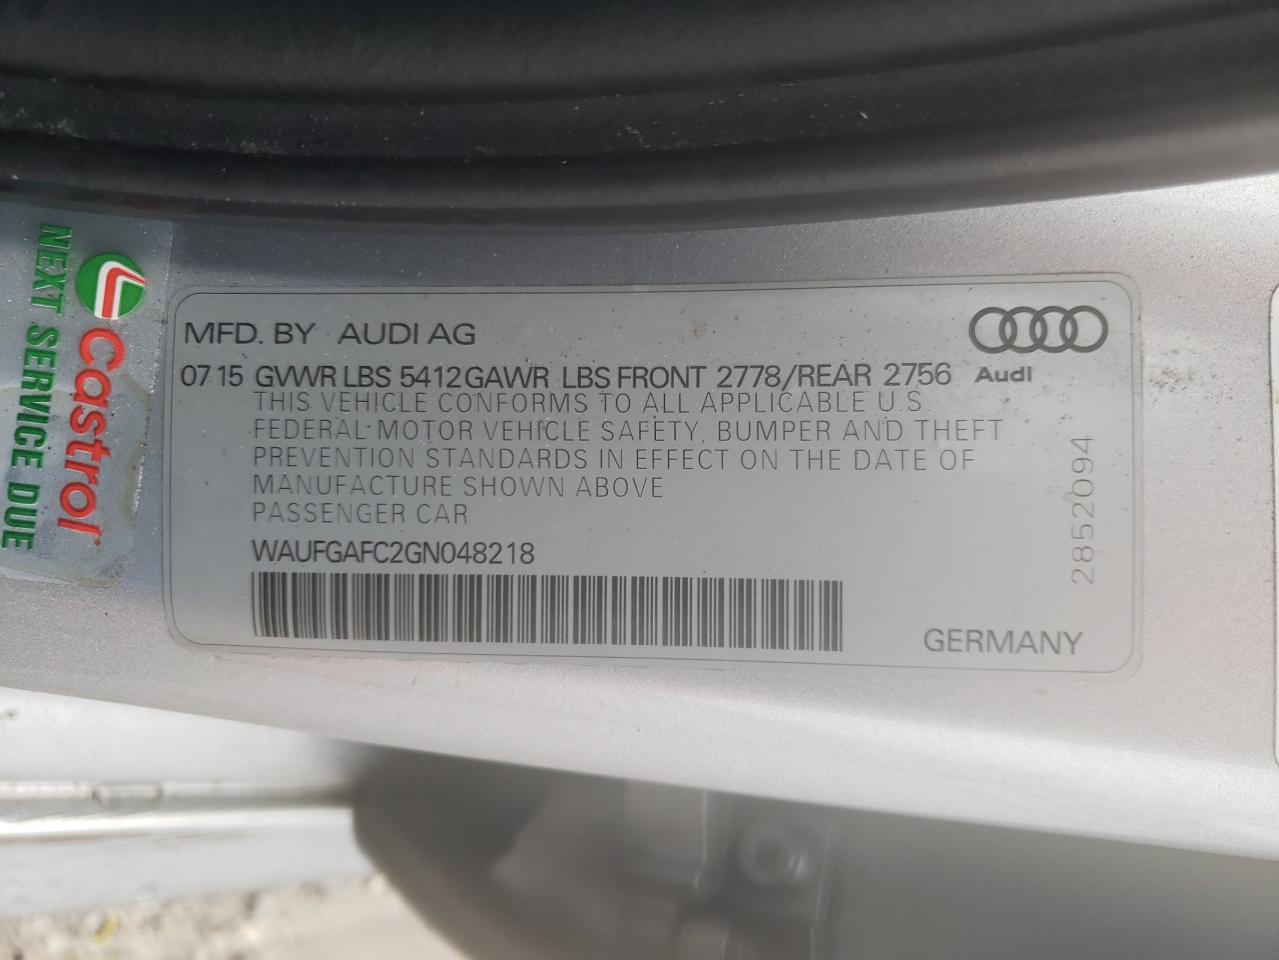 MFD. BY AUDI AG
07 15 GVWR LBS 5412 GAWR LBS FRONT 2778/REAR 2756
Audi
THIS VEHICLE CONFORMS TO ALL APPLICABLE U.S.
FEDERAL MOTOR VEHICLE SAFETY, BUMPER AND THEFT
PREVENTION STANDARDS IN EFFECT ON THE DATE OF
MANUFACTURE SHOWN ABOVE
PASSENGER CAR
WAUFGAFC2GN048218
GERMANY
2852094
Castrol
NEXT SERVICE DUE